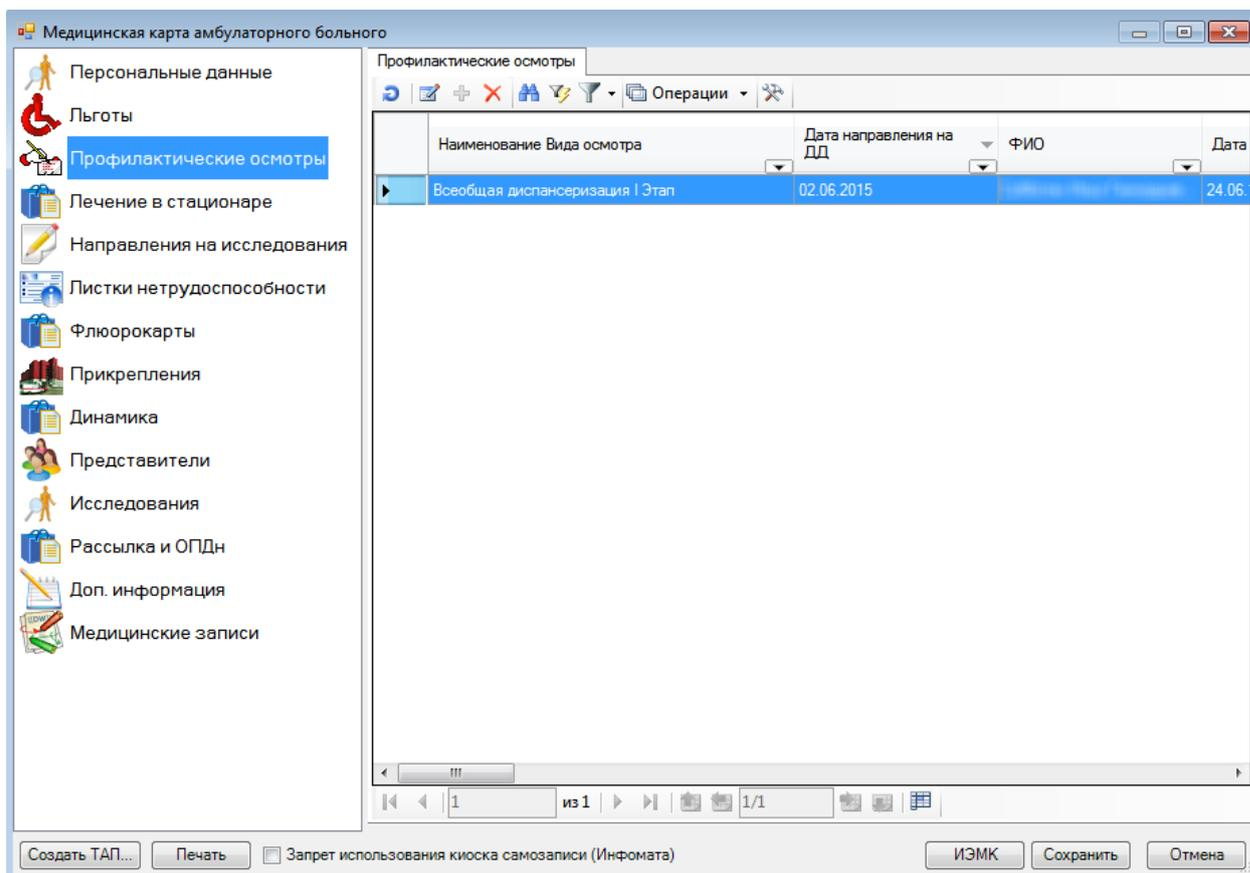 Медицинская карта амбулаторного больного
Персональные данные
Льготы
Профилактические осмотры
Лечение в стационаре
Направления на исследования
Листки нетрудоспособности
Флюорокарты
Прикрепления
Динамика
Представители
Исследования
Рассылка и ОПДн
Доп. информация
Медицинские записи
Профилактические осмотры
Операции
Наименование Вида осмотра Дата направления на ФИО Дата
ДД
Всеобщая диспансеризация I Этап 02.06.2015 24.06.
1 из 1 1/1
Создать ТАП... Печать Запрет использования киоска самозаписи (Инфомата) ИЭМК Сохранить Отмена